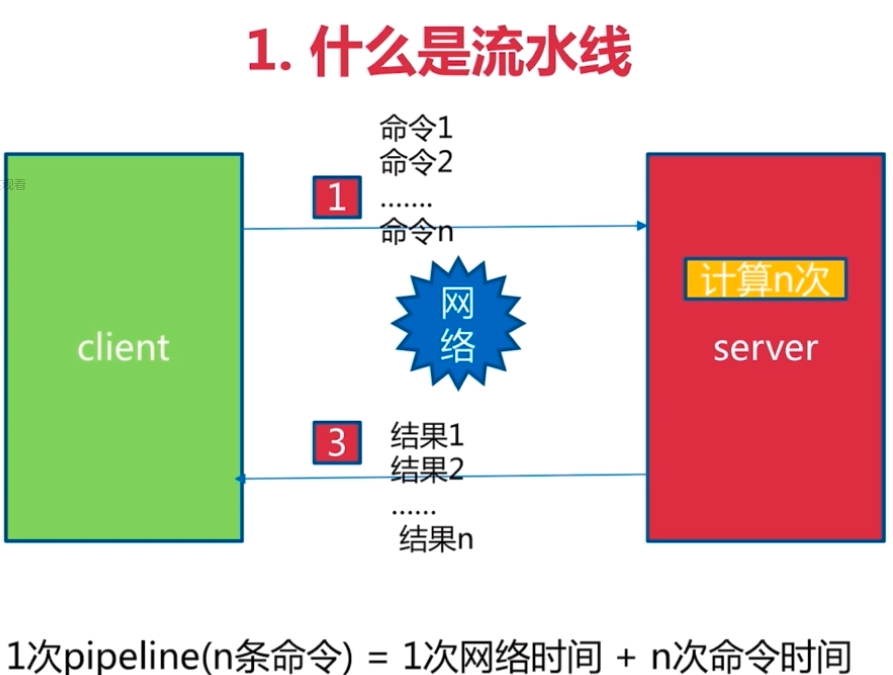 1. 什么是流水线
命令1
命令2
.......
命令n
1
计算n次
网
络
client
server
3
结果1
结果2
......
结果n
1次pipeline(n条命令) = 1次网络时间 + n次命令时间